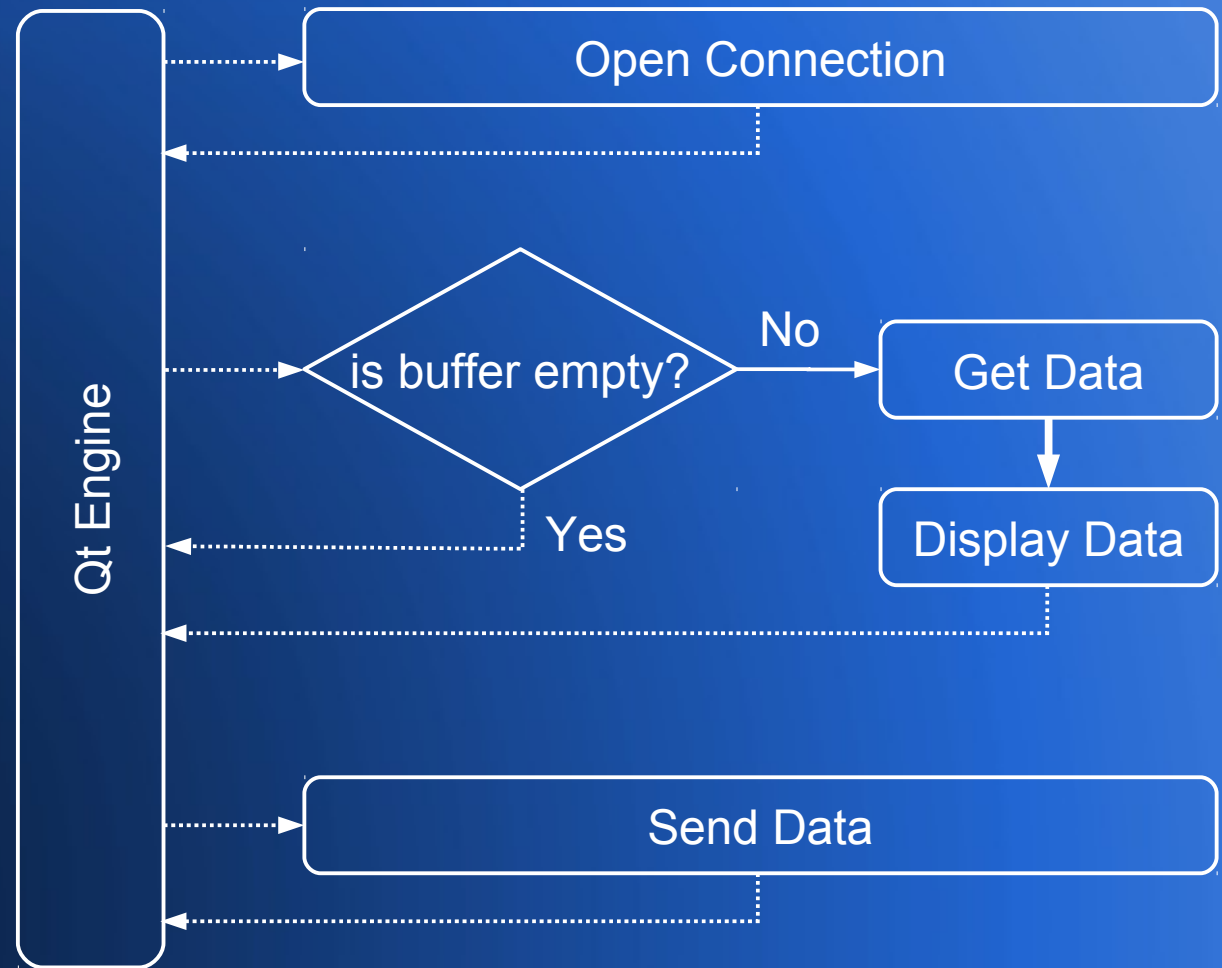 Open Connection
is buffer empty?
No
Get Data
Qt Engine
Yes
Display Data
Send Data